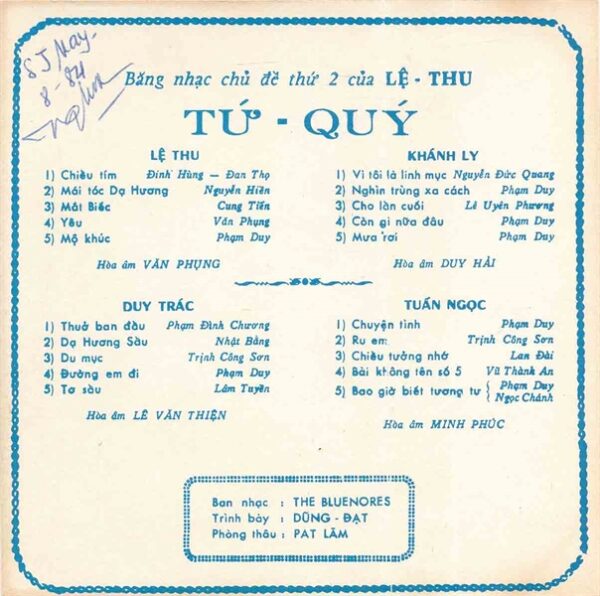 S J May.
8 - 84
Băng nhạc chủ đề thứ 2 của LỆ - THU
TỨ - QUÝ
LỆ THU
1) Chiều tím Đinh Hùng — Đan Thọ
2) Mái tóc Dạ Hương Nguyễn Hiền
3) Mắt Biếc Cung Tiến
4) Yêu Văn Phụng
5) Mộ khúc Phạm Duy
Hòa âm VĂN PHỤNG
KHÁNH LY
1) Vì tôi là linh mục Nguyễn Đức Quang
2) Nghìn trùng xa cách Phạm Duy
3) Cho lần cuối Lê Uyên Phương
4) Còn gì nữa đâu Phạm Duy
5) Mưa rơi Phạm Duy
Hòa âm DUY HẢI
DUY TRÁC
1) Thuở ban đầu Phạm Đình Chương
2) Dạ Hương Sầu Nhật Bằng
3) Du mục Trịnh Công Sơn
4) Đường em đi Phạm Duy
5) Tơ sầu Lâm Tuyền
Hòa âm LÊ VĂN THIỆN
TUẤN NGỌC
1) Chuyện tình Phạm Duy
2) Ru em Trịnh Công Sơn
3) Chiều tưởng nhớ Lan Đài
4) Bài không tên số 5 Vũ Thành An
5) Bao giờ biết tương tư { Phạm Duy
Ngọc Chánh
Hòa âm MINH PHÚC
Ban nhạc : THE BLUENORES
Trình bày : DŨNG - ĐẠT
Phòng thâu : PAT LÂM